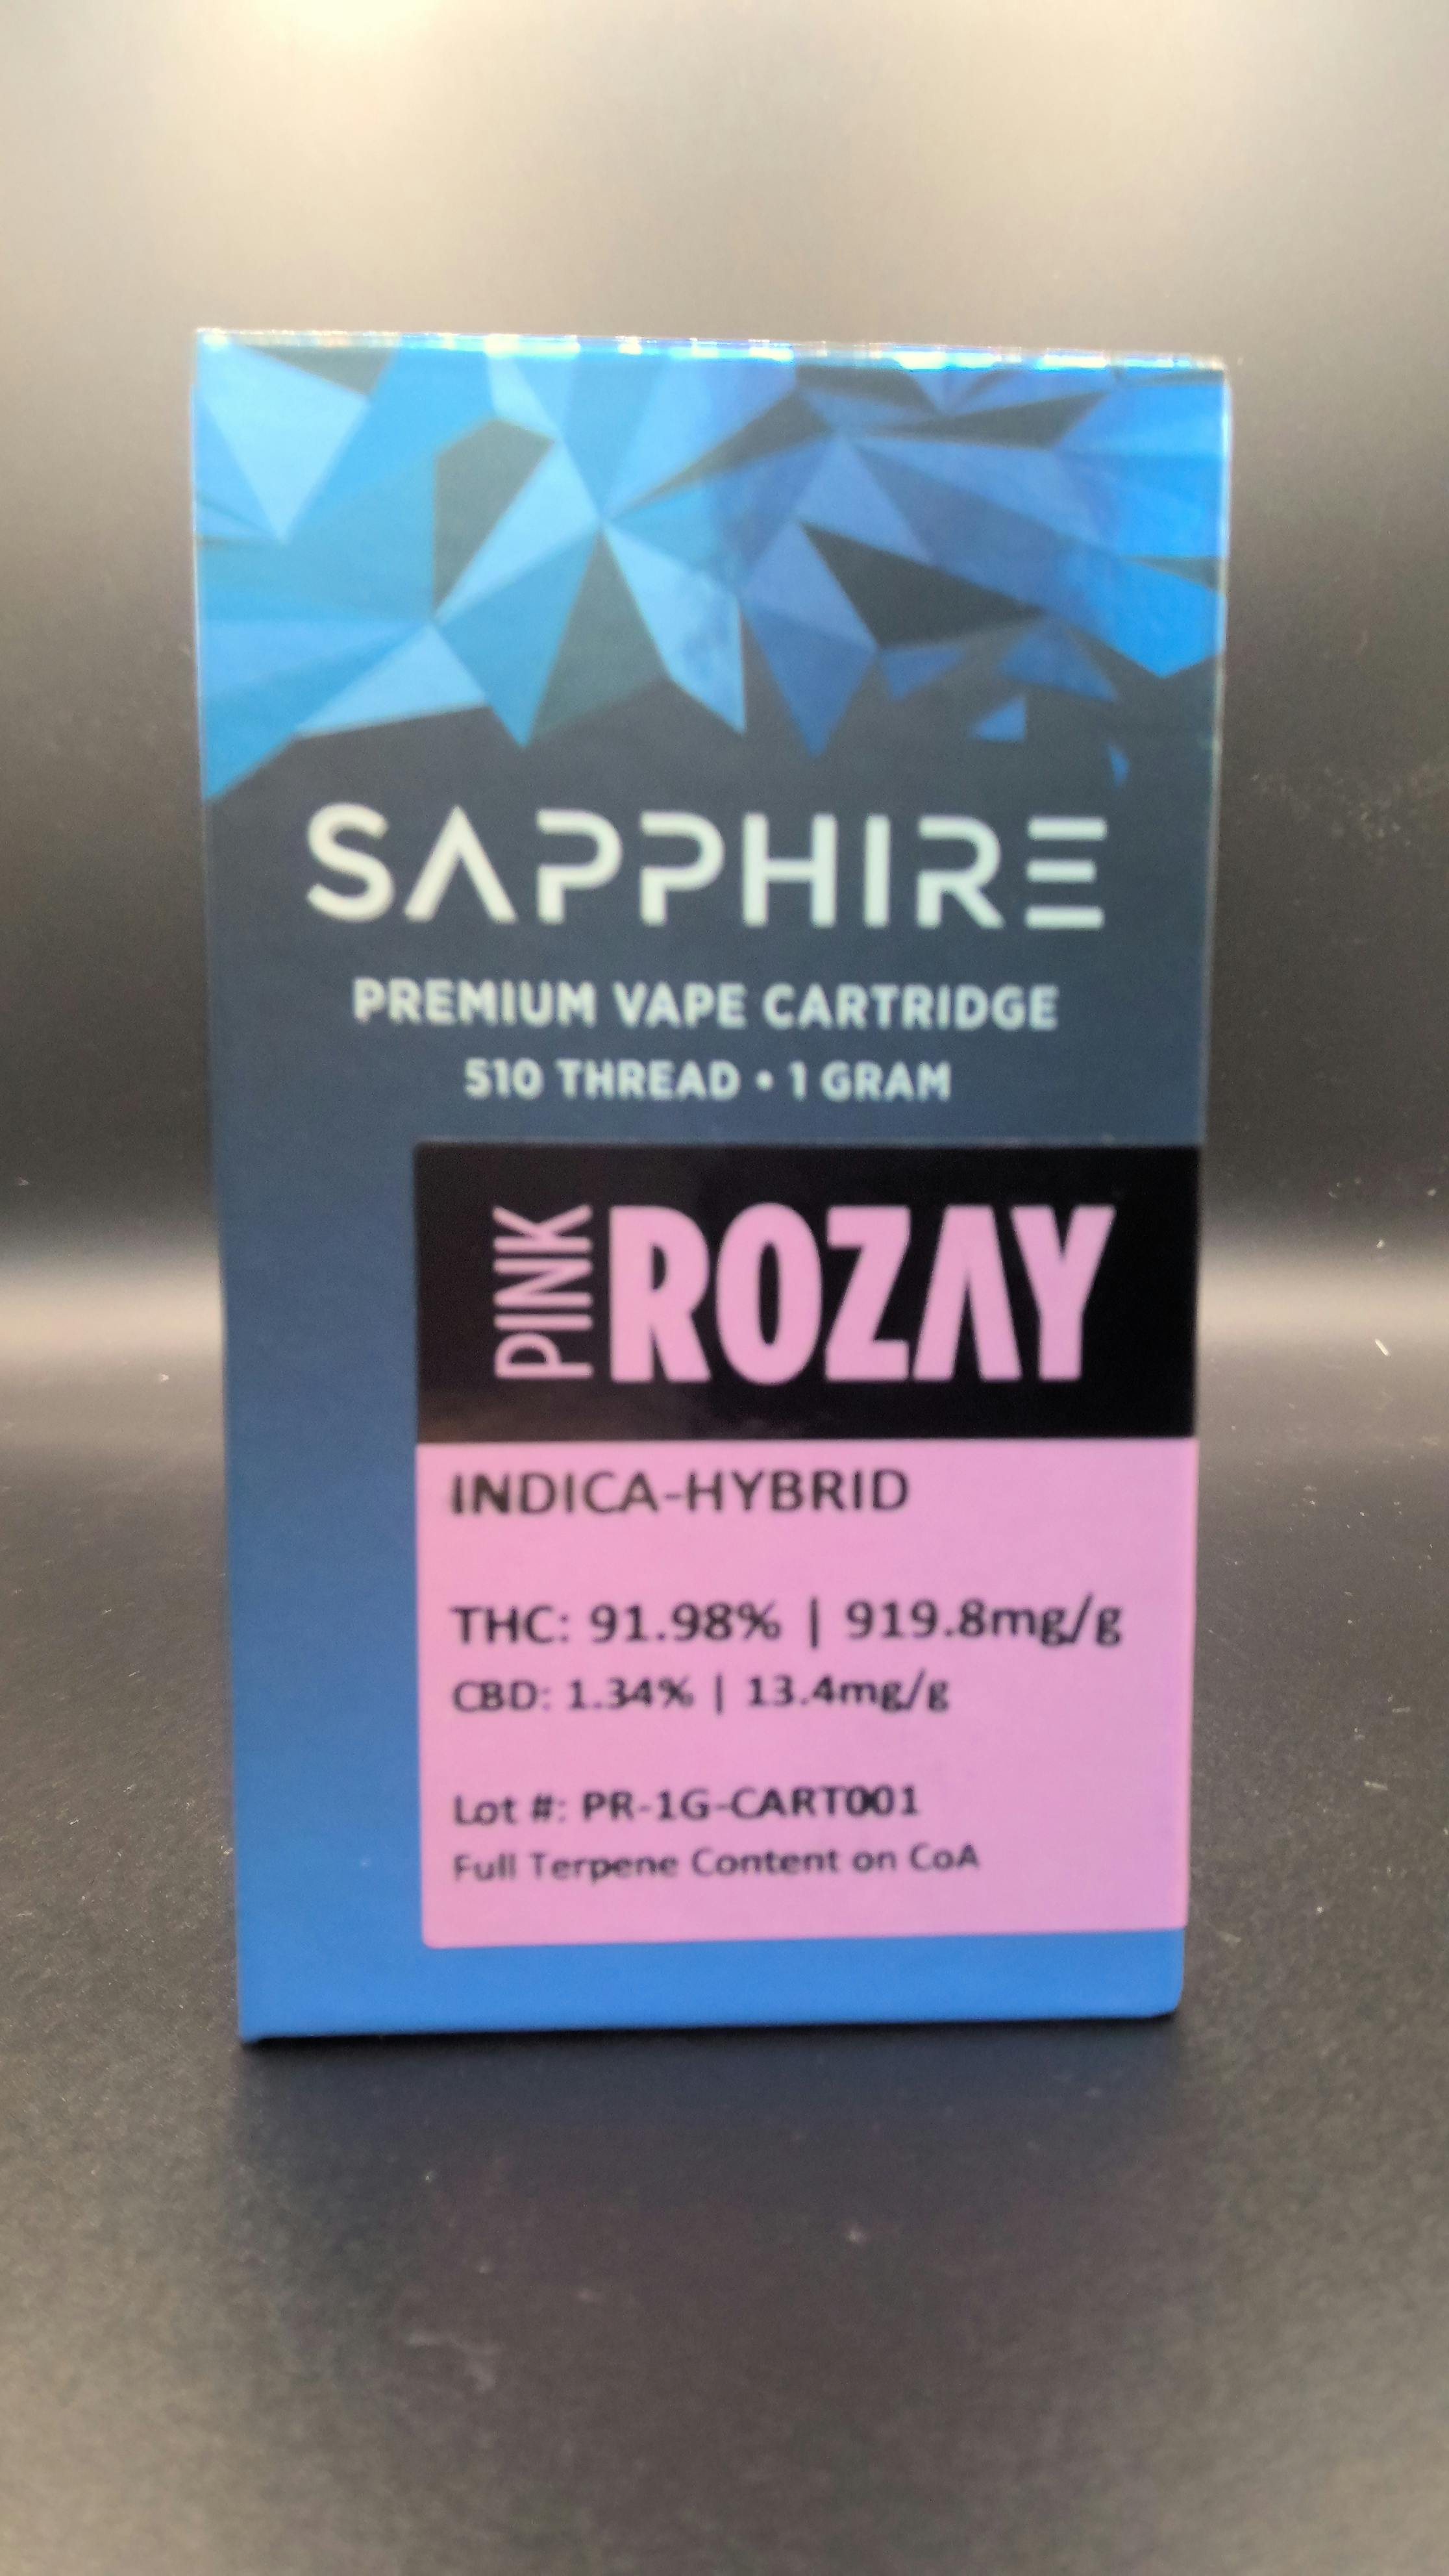 SAPPHIRE
PREMIUM VAPE CARTRIDGE
510 THREAD • 1 GRAM
PINK ROZAY
INDICA-HYBRID
THC: 91.98% | 919.8mg/g
CBD: 1.34% | 13.4mg/g
Lot #: PR-1G-CART001
Full Terpene Content on CoA